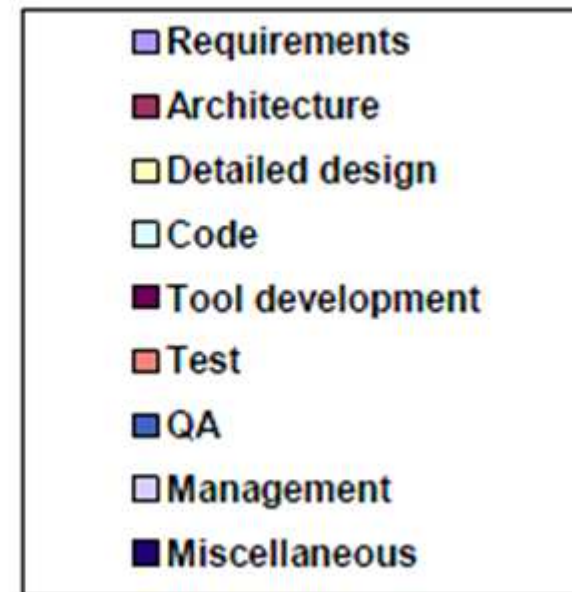 Requirements
Architecture
Detailed design
Code
Tool development
Test
QA
Management
Miscellaneous